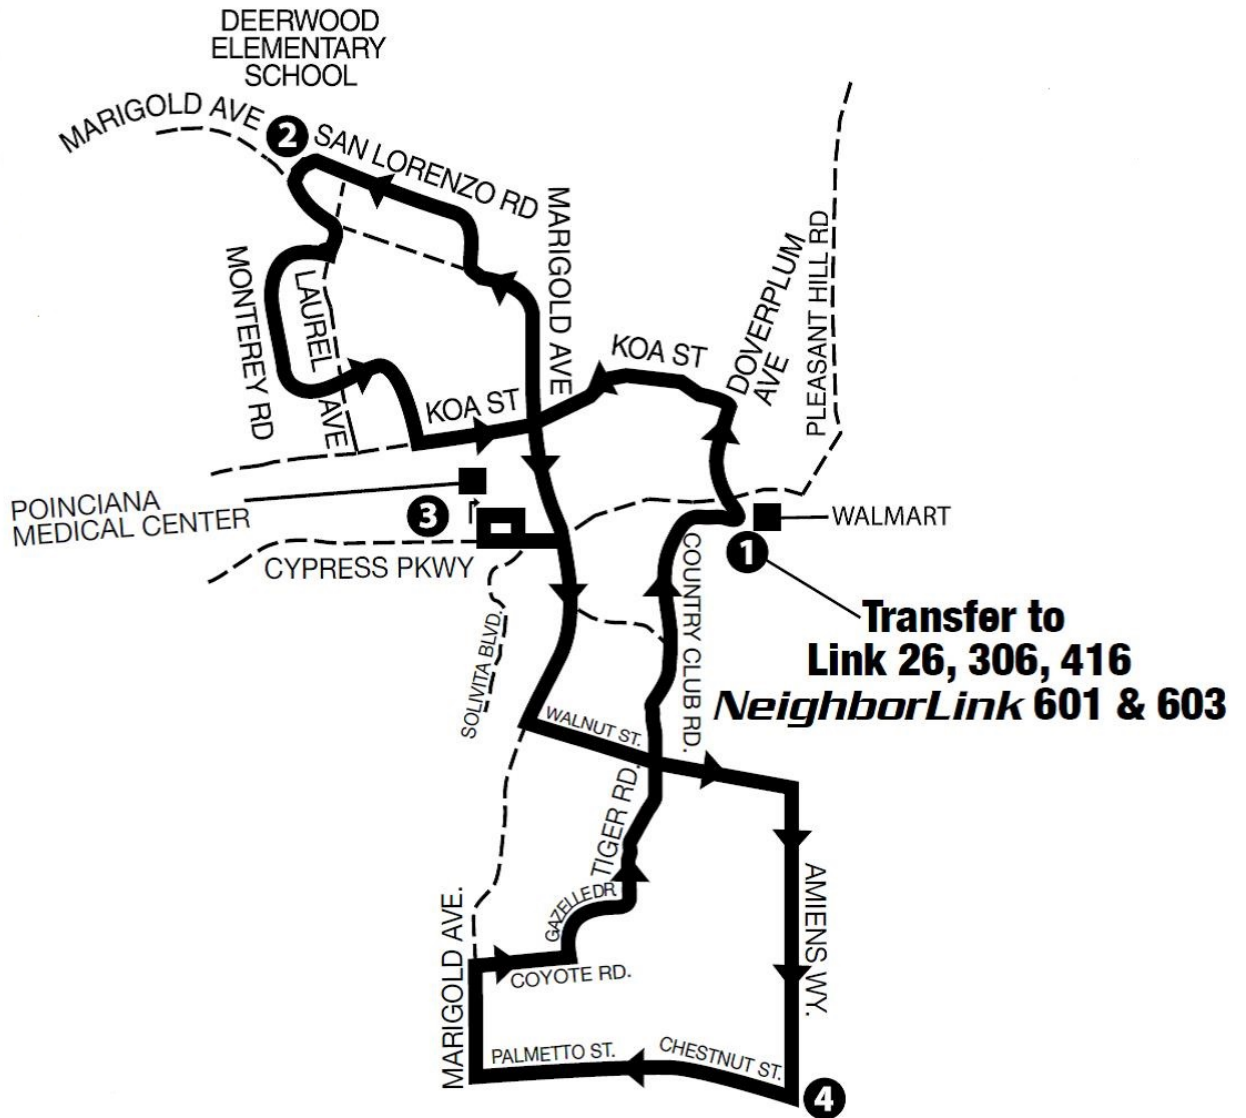 DEERWOOD
ELEMENTARY
SCHOOL
MARIGOLD AVE
2
SAN LORENZO RD
MARIGOLD AVE
MONTEREY RD
LAUREL AVE
KOA ST
KOA ST
DOVERPLUM
AVE
PLEASANT HILL RD
POINCIANA
MEDICAL CENTER
3
CYPRESS PKWY
WALMART
1
Transfer to
Link 26, 306, 416
NeighborLink 601 & 603
SOLIVITA BLVD.
COUNTRY CLUB RD.
WALNUT ST.
TIGER RD.
GAZELLE DR.
AMIENS WY.
MARIGOLD AVE.
COYOTE RD.
PALMETTO ST.
CHESTNUT ST.
4